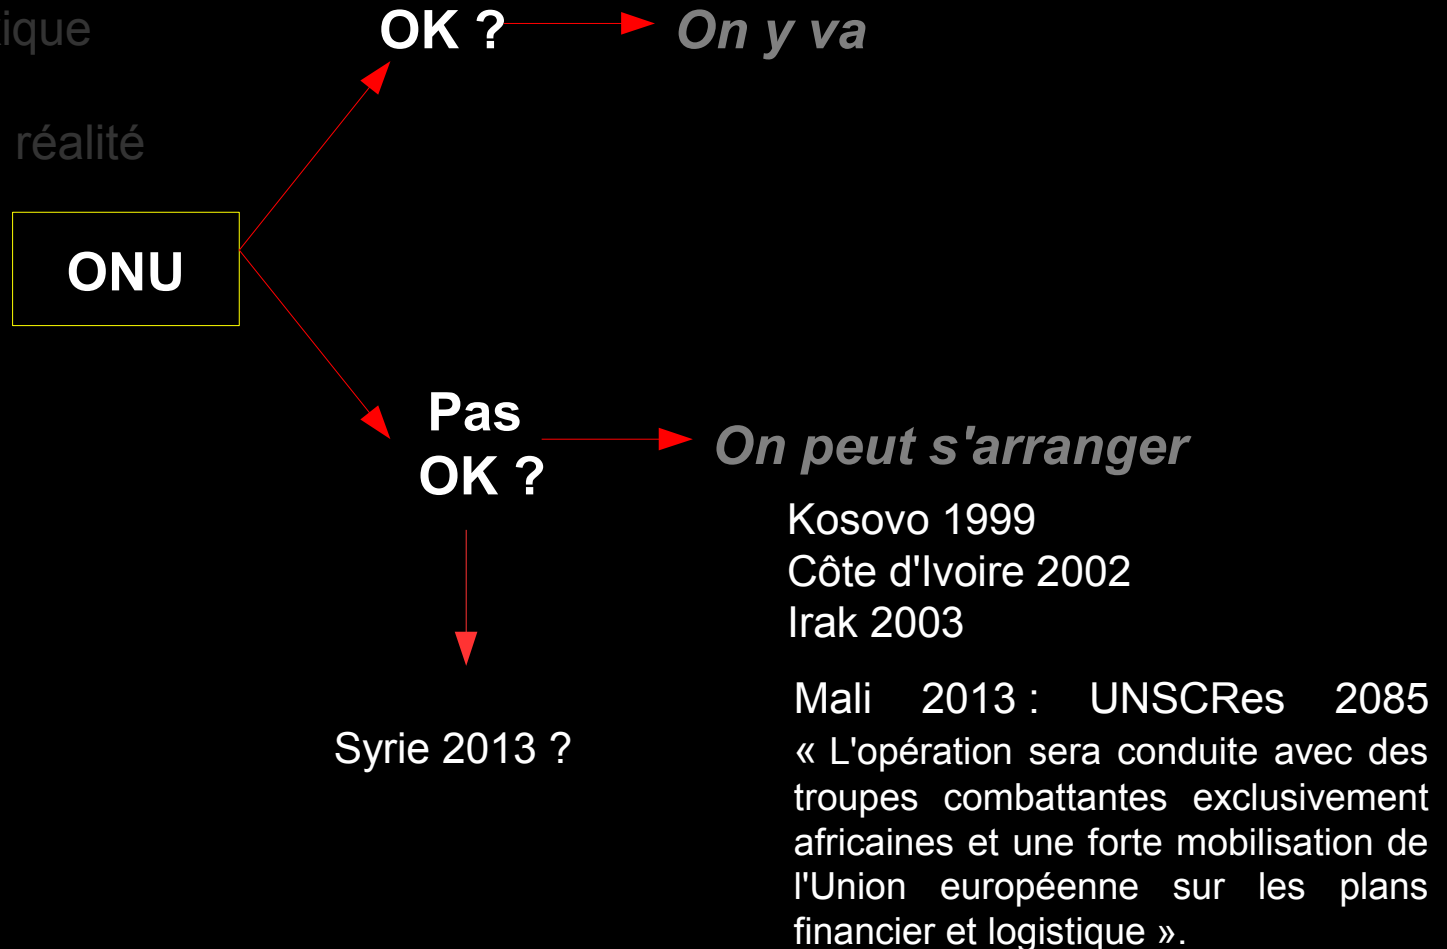 OK ? On y va
réalité
ONU
Pas
OK ?
On peut s'arranger
Kosovo 1999
Côte d'Ivoire 2002
Irak 2003
Mali 2013 : UNSCRes 2085
« L'opération sera conduite avec des
troupes combattantes exclusivement
africaines et une forte mobilisation de
l'Union européenne sur les plans
financier et logistique ».
Syrie 2013 ?